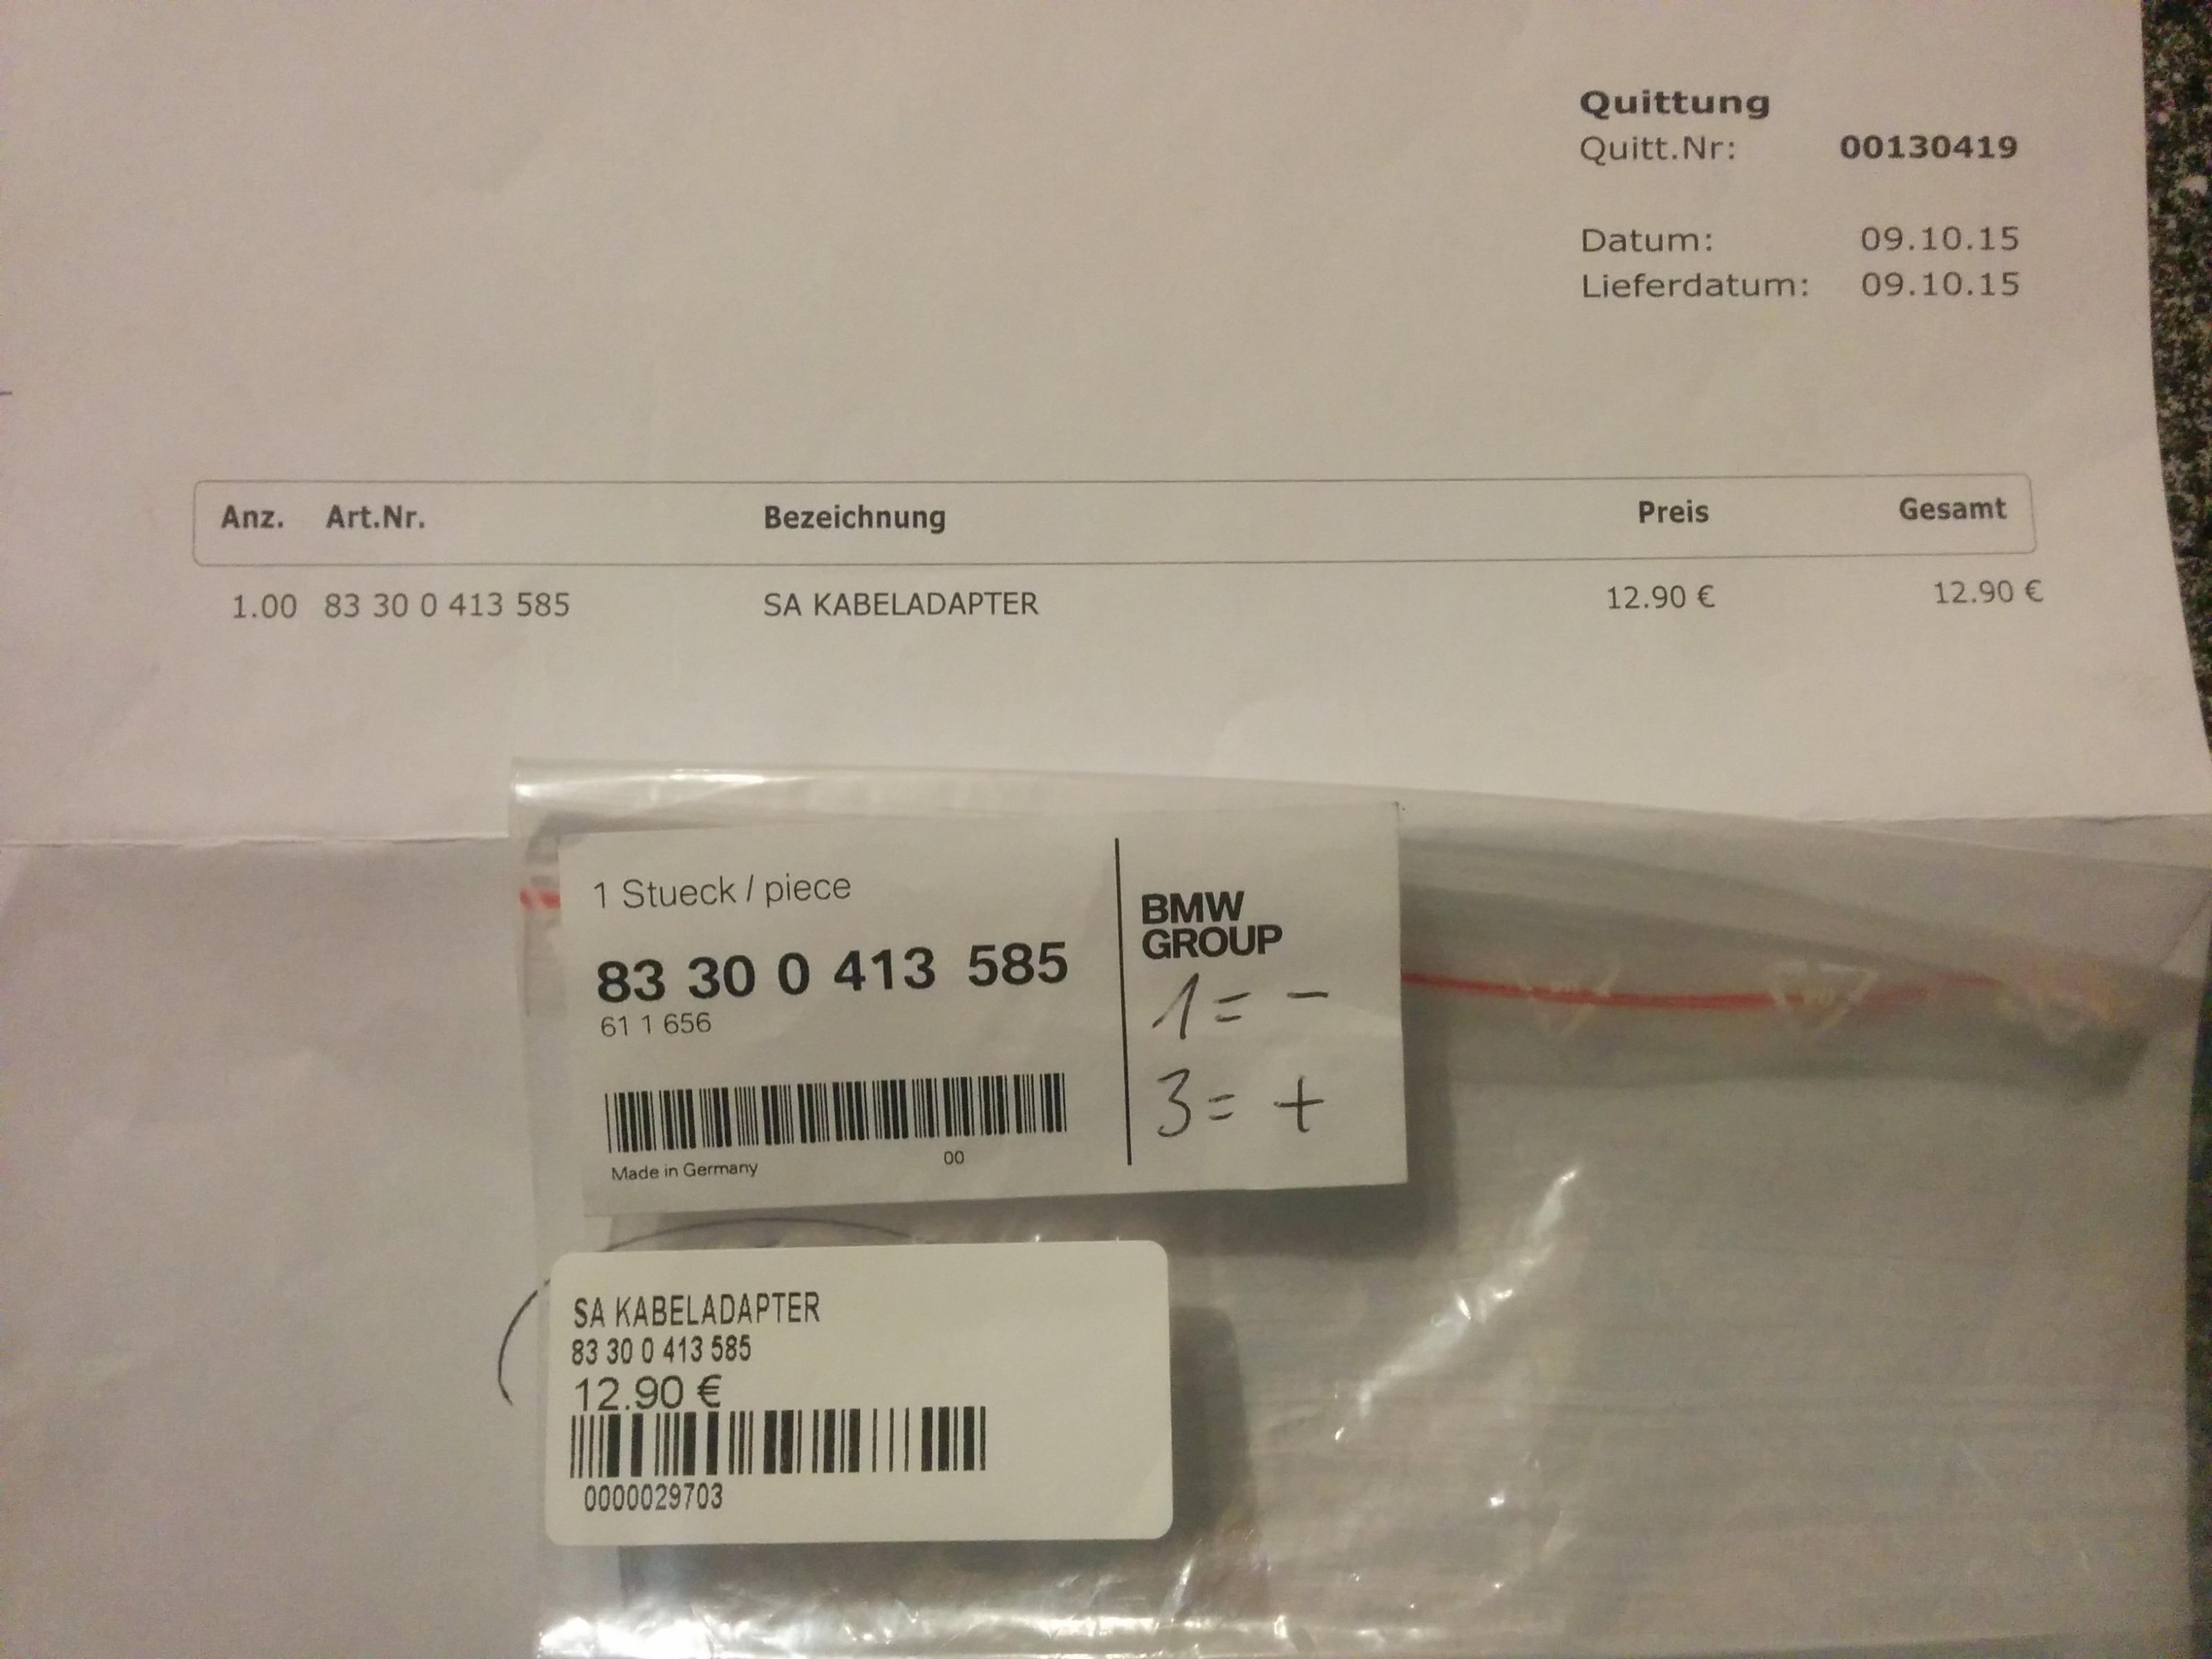 Quittung
Quitt.Nr: 00130419
Datum: 09.10.15
Lieferdatum: 09.10.15
Anz. Art.Nr. Bezeichnung Preis Gesamt
1.00 83 30 0 413 585 SA KABELADAPTER 12.90 € 12.90 €
1 Stueck / piece
83 30 0 413 585
61 1 656
Made in Germany 00
BMW
GROUP
1 = -
3 = +
SA KABELADAPTER
83 30 0 413 585
12.90 €
0000029703